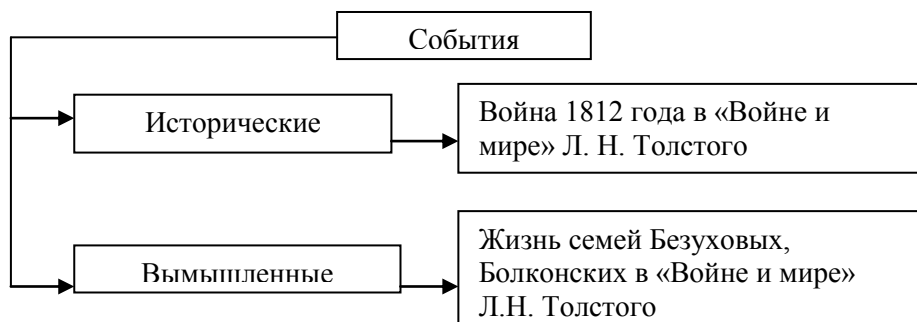 События
Исторические
Война 1812 года в «Войне и
мире» Л. Н. Толстого
Вымышленные
Жизнь семей Безуховых,
Болконских в «Войне и мире»
Л.Н. Толстого